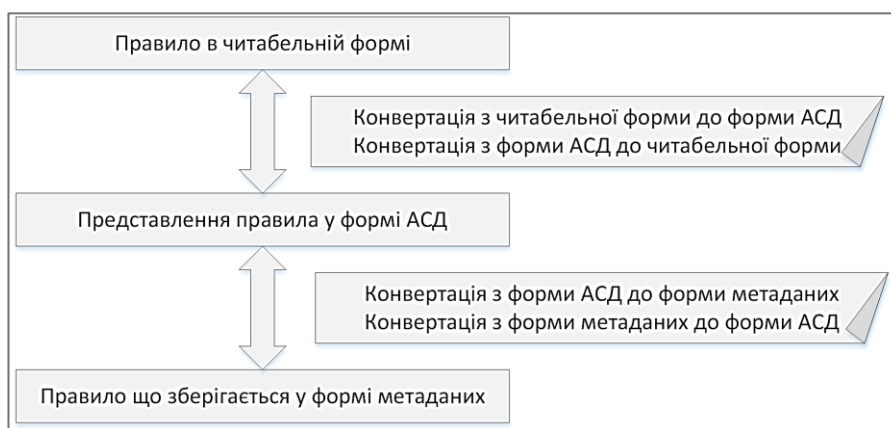 Правило в читабельній формі
Конвертація з читабельної форми до форми АСД
Конвертація з форми АСД до читабельної форми
Представлення правила у формі АСД
Конвертація з форми АСД до форми метаданих
Конвертація з форми метаданих до форми АСД
Правило що зберігається у формі метаданих